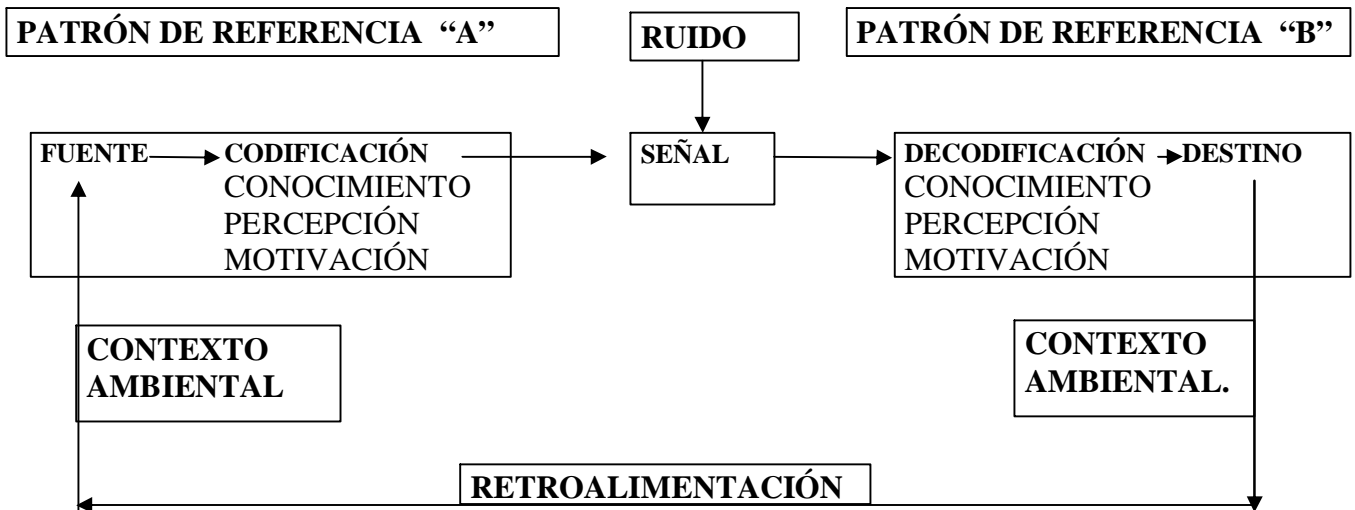 PATRÓN DE REFERENCIA “A”
RUIDO
PATRÓN DE REFERENCIA “B”
FUENTE CODIFICACIÓN
CONOCIMIENTO
PERCEPCIÓN
MOTIVACIÓN
SEÑAL
DECODIFICACIÓN DESTINO
CONOCIMIENTO
PERCEPCIÓN
MOTIVACIÓN
CONTEXTO
AMBIENTAL
CONTEXTO
AMBIENTAL.
RETROALIMENTACIÓN